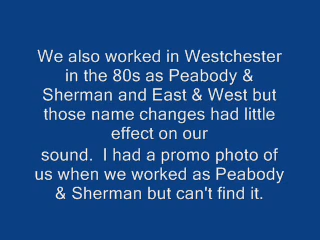 We also worked in Westchester
in the 80s as Peabody &
Sherman and East & West but
those name changes had little
effect on our
sound.  I had a promo photo of
us when we worked as Peabody
& Sherman but can't find it.